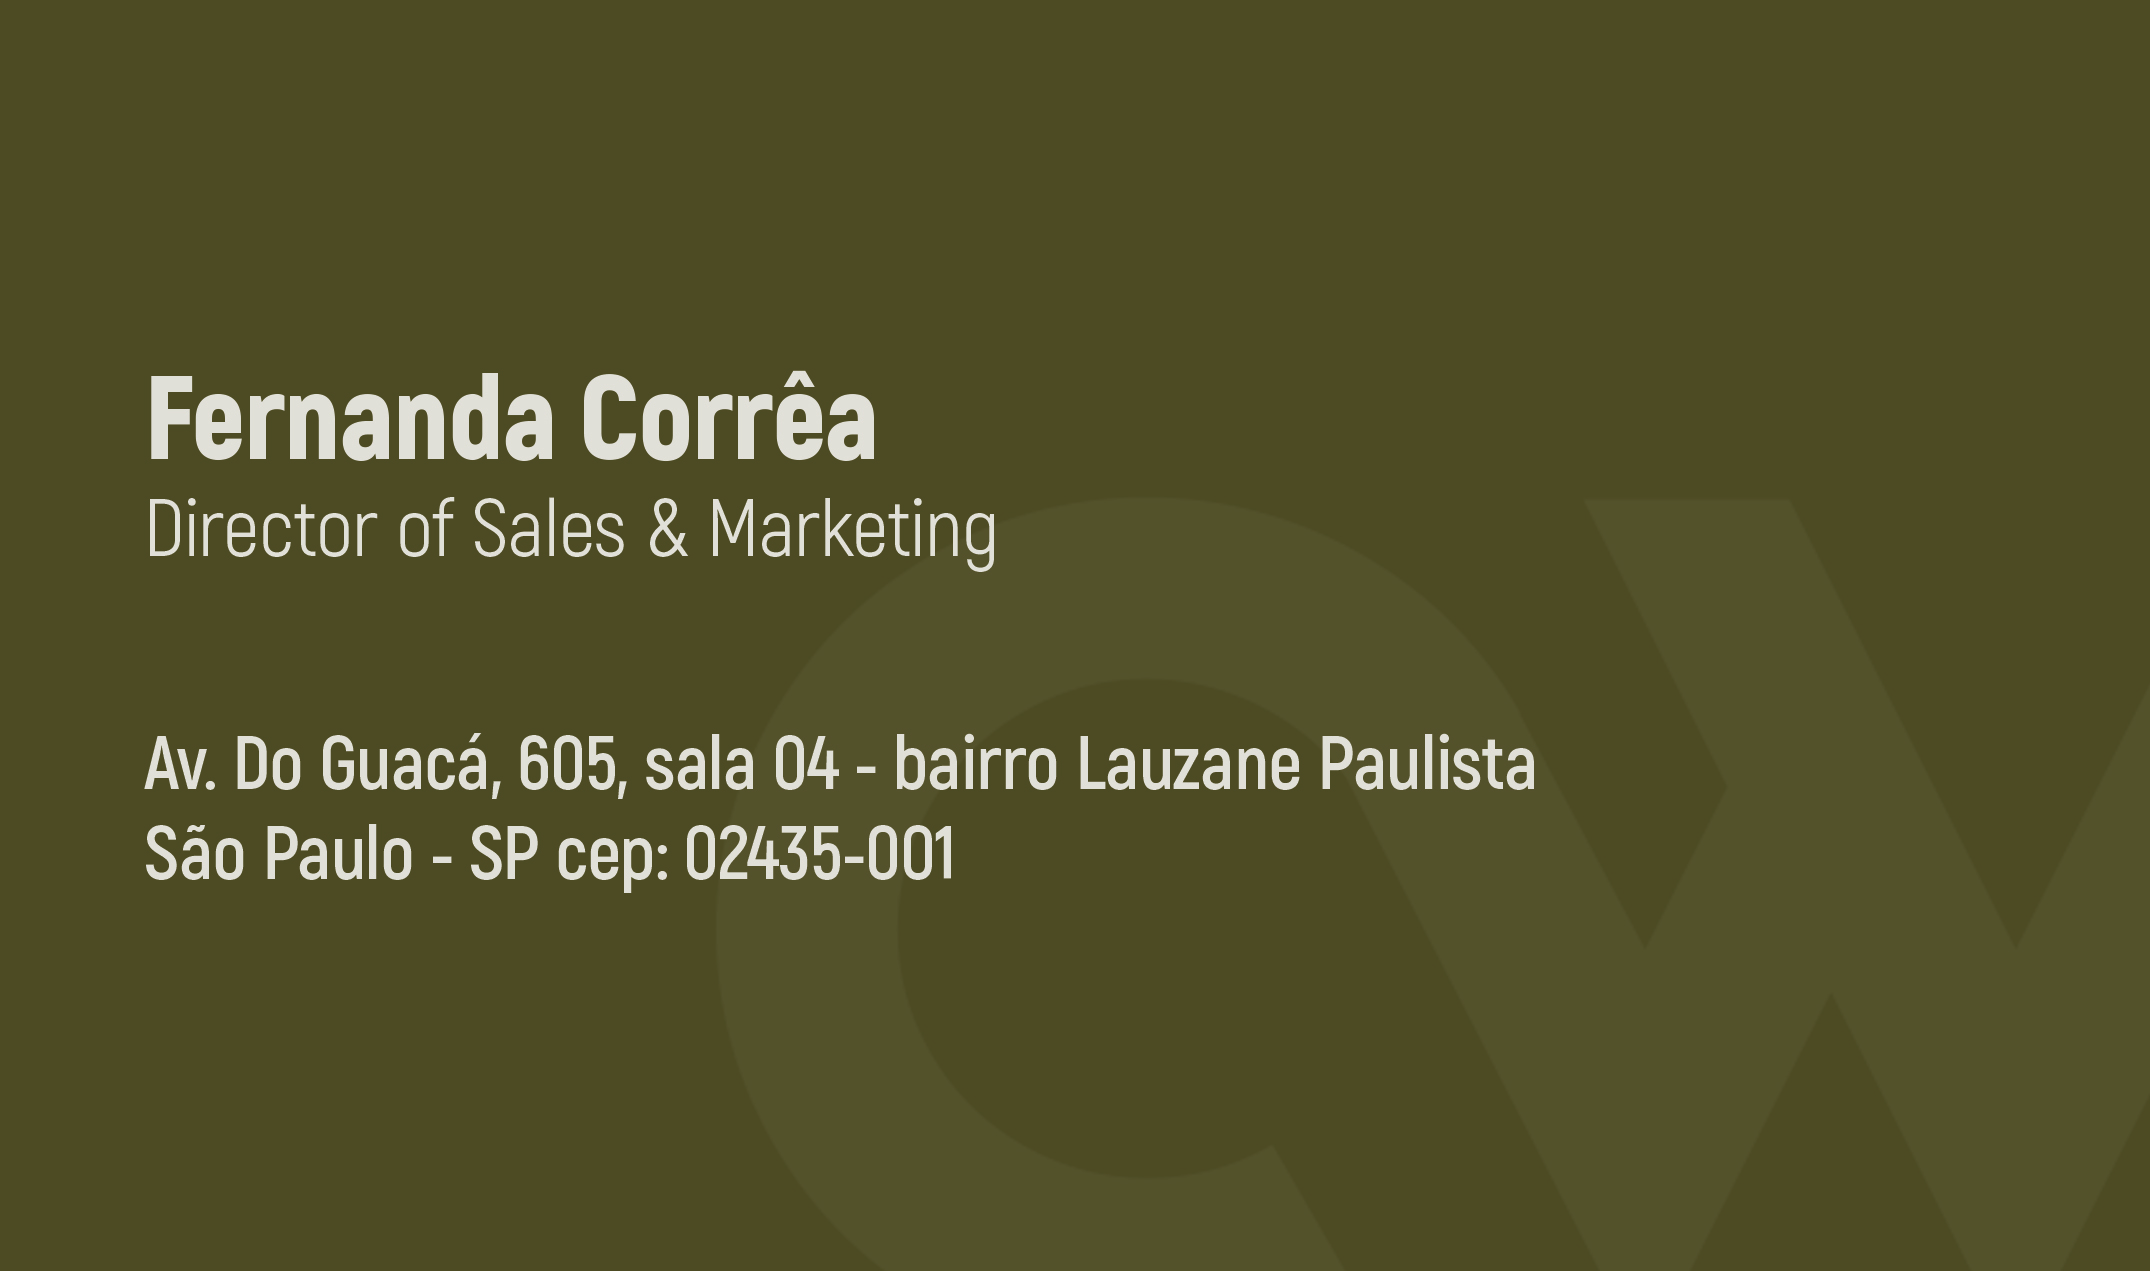 Fernanda Corrêa
Director of Sales & Marketing
Av. Do Guacá, 605, sala 04 - bairro Lauzane Paulista
São Paulo - SP cep: 02435-001